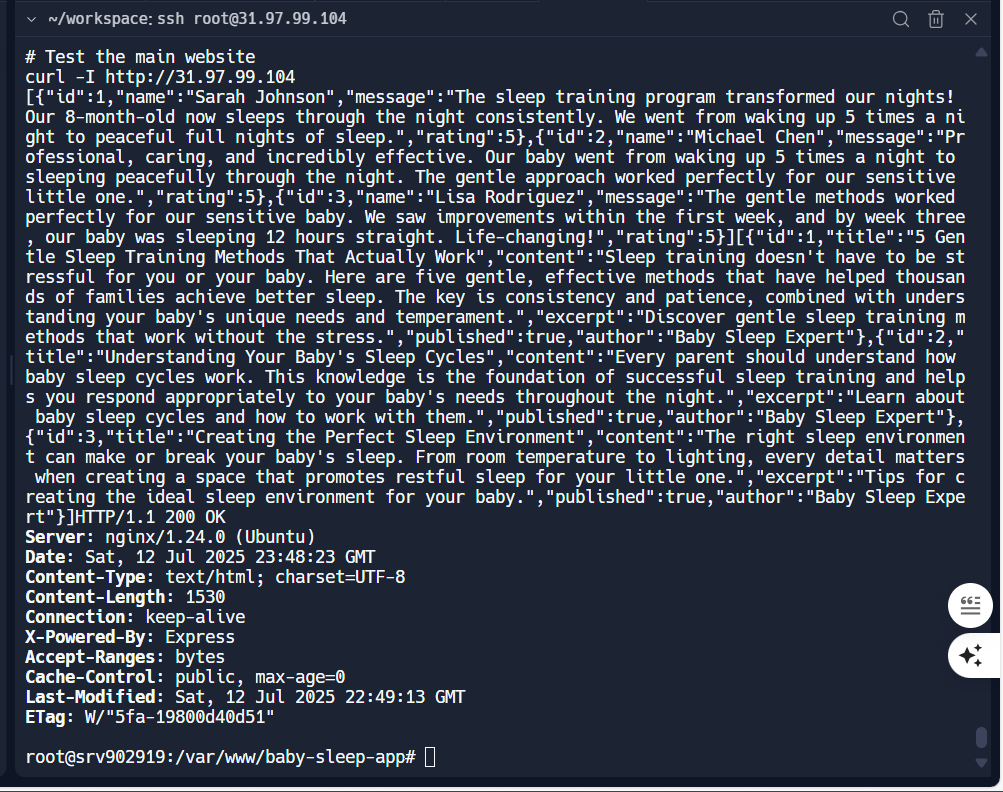 ~/workspace: ssh root@31.97.99.104
# Test the main website
curl -I http://31.97.99.104
[{"id":1,"name":"Sarah Johnson","message":"The sleep training program transformed our nights!
Our 8-month-old now sleeps through the night consistently. We went from waking up 5 times a ni
ght to peaceful full nights of sleep.","rating":5},{"id":2,"name":"Michael Chen","message":"Pr
ofessional, caring, and incredibly effective. Our baby went from waking up 5 times a night to
sleeping peacefully through the night. The gentle approach worked perfectly for our sensitive
little one.","rating":5},{"id":3,"name":"Lisa Rodriguez","message":"The gentle methods worked
perfectly for our sensitive baby. We saw improvements within the first week, and by week three
, our baby was sleeping 12 hours straight. Life-changing!","rating":5}][{"id":1,"title":"5 Gen
tle Sleep Training Methods That Actually Work","content":"Sleep training doesn't have to be st
ressful for you or your baby. Here are five gentle, effective methods that have helped thousan
ds of families achieve better sleep. The key is consistency and patience, combined with unders
tanding your baby's unique needs and temperament.","excerpt":"Discover gentle sleep training m
ethods that work without the stress.","published":true,"author":"Baby Sleep Expert"},{"id":2,"
title":"Understanding Your Baby's Sleep Cycles","content":"Every parent should understand how
baby sleep cycles work. This knowledge is the foundation of successful sleep training and help
s you respond appropriately to your baby's needs throughout the night.","excerpt":"Learn about
 baby sleep cycles and how to work with them.","published":true,"author":"Baby Sleep Expert"},
{"id":3,"title":"Creating the Perfect Sleep Environment","content":"The right sleep environmen
t can make or break your baby's sleep. From room temperature to lighting, every detail matters
 when creating a space that promotes restful sleep for your little one.","excerpt":"Tips for c
reating the ideal sleep environment for your baby.","published":true,"author":"Baby Sleep Expe
rt"}]HTTP/1.1 200 OK
Server: nginx/1.24.0 (Ubuntu)
Date: Sat, 12 Jul 2025 23:48:23 GMT
Content-Type: text/html; charset=UTF-8
Content-Length: 1530
Connection: keep-alive
X-Powered-By: Express
Accept-Ranges: bytes
Cache-Control: public, max-age=0
Last-Modified: Sat, 12 Jul 2025 22:49:13 GMT
ETag: W/"5fa-19800d40d51"
root@srv902919:/var/www/baby-sleep-app#